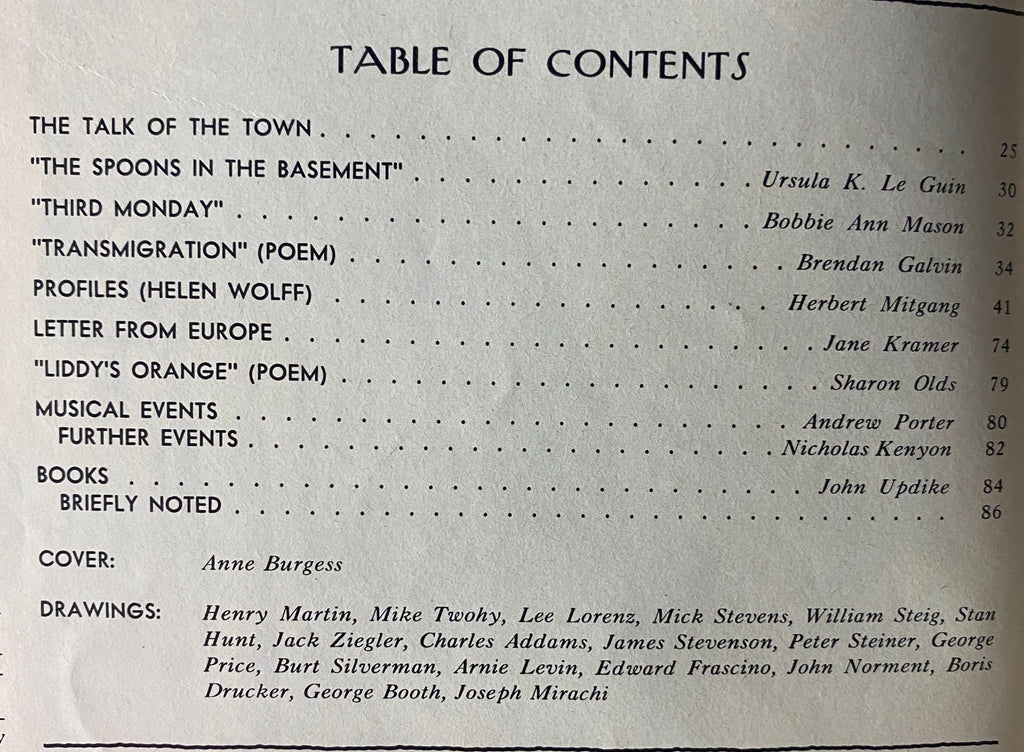 TABLE OF CONTENTS
THE TALK OF THE TOWN . . . . . . . . . . . . . . . . . . . . 25
"THE SPOONS IN THE BASEMENT" . . . . . . . . . . . Ursula K. Le Guin 30
"THIRD MONDAY" . . . . . . . . . . . . . . . . Bobbie Ann Mason 32
"TRANSMIGRATION" (POEM) . . . . . . . . . . . . . . Brendan Galvin 34
PROFILES (HELEN WOLFF) . . . . . . . . . . . . . . Herbert Mitgang 41
LETTER FROM EUROPE . . . . . . . . . . . . . . . . . Jane Kramer 74
"LIDDY'S ORANGE" (POEM) . . . . . . . . . . . . . . . Sharon Olds 79
MUSICAL EVENTS . . . . . . . . . . . . . . . . . Andrew Porter 80
FURTHER EVENTS . . . . . . . . . . . . . . . . . Nicholas Kenyon 82
BOOKS . . . . . . . . . . . . . . . . . . . . . John Updike 84
BRIEFLY NOTED . . . . . . . . . . . . . . . . . . . . . . 86
COVER: Anne Burgess
DRAWINGS: Henry Martin, Mike Twohy, Lee Lorenz, Mick Stevens, William Steig, Stan
Hunt, Jack Ziegler, Charles Addams, James Stevenson, Peter Steiner, George
Price, Burt Silverman, Arnie Levin, Edward Frascino, John Norment, Boris
Drucker, George Booth, Joseph Mirachi